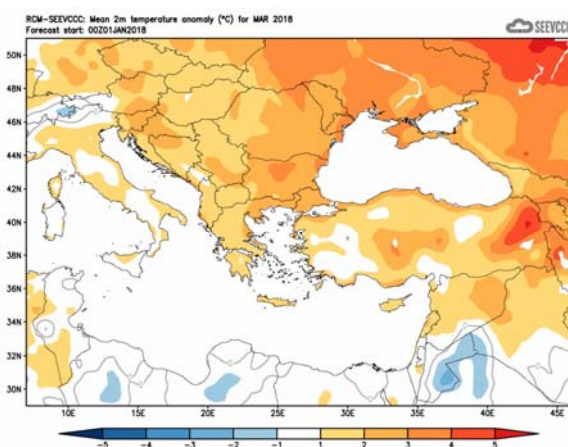 RCM-SEEVCCC: Mean 2m temperature anomaly (°C) for MAR 2018
Forecast start: 00Z01JAN2018
SEEVCCC
50N
48N
46N
44N
42N
40N
38N
36N
34N
32N
30N
10E 15E 20E 25E 30E 35E 40E 45E
-5 -4 -3 -2 -1 1 2 3 4 5